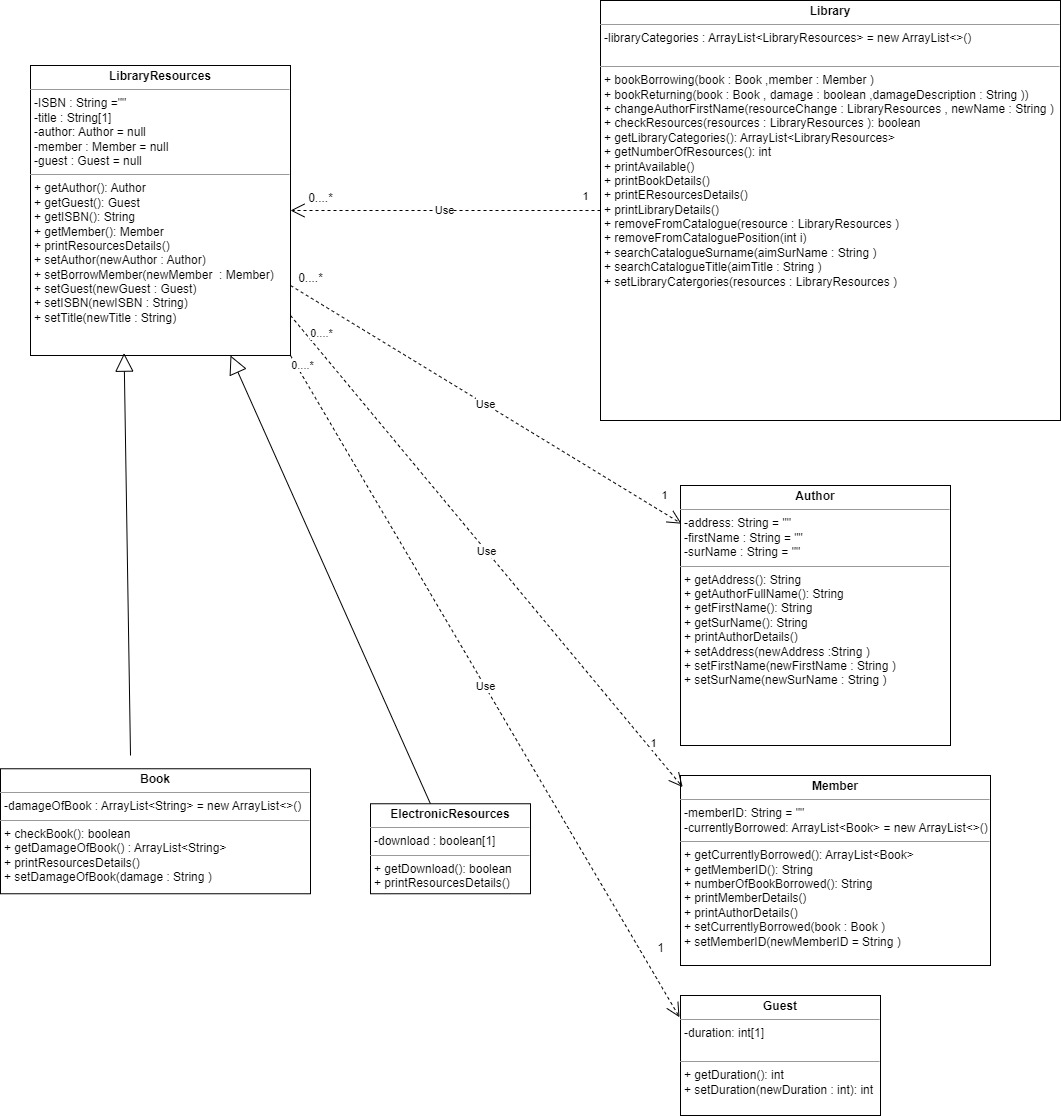 Library
-libraryCategories : ArrayList<LibraryResources> = new ArrayList<>()
+ bookBorrowing(book : Book ,member : Member )
+ bookReturning(book : Book , damage : boolean ,damageDescription : String ))
+ changeAuthorFirstName(resourceChange : LibraryResources , newName : String )
+ checkResources(resources : LibraryResources ): boolean
+ getLibraryCategories(): ArrayList<LibraryResources>
+ getNumberOfResources(): int
+ printAvailable()
+ printBookDetails()
+ printEResourcesDetails()
+ printLibraryDetails()
+ removeFromCatalogue(resource : LibraryResources )
+ removeFromCataloguePosition(int i)
+ searchCatalogueSurname(aimSurName : String )
+ searchCatalogueTitle(aimTitle : String )
+ setLibraryCatergories(resources : LibraryResources )
LibraryResources
-ISBN : String =""
-title : String[1]
-author: Author = null
-member : Member = null
-guest : Guest = null
+ getAuthor(): Author
+ getGuest(): Guest
+ getISBN(): String
+ getMember(): Member
+ printResourcesDetails()
+ setAuthor(newAuthor : Author)
+ setBorrowMember(newMember : Member)
+ setGuest(newGuest : Guest)
+ setISBN(newISBN : String)
+ setTitle(newTitle : String)
0....*
Use
1
0....*
Use
1
0....*
Use
1
0....*
Use
1
Author
-address: String = ""
-firstName : String = ""
-surName : String = ""
+ getAddress(): String
+ getAuthorFullName(): String
+ getFirstName(): String
+ getSurName(): String
+ printAuthorDetails()
+ setAddress(newAddress :String )
+ setFirstName(newFirstName : String )
+ setSurName(newSurName : String )
Book
-damageOfBook : ArrayList<String> = new ArrayList<>()
+ checkBook(): boolean
+ getDamageOfBook() : ArrayList<String>
+ printResourcesDetails()
+ setDamageOfBook(damage : String )
ElectronicResources
-download : boolean[1]
+ getDownload(): boolean
+ printResourcesDetails()
Member
-memberID: String = ""
-currentlyBorrowed: ArrayList<Book> = new ArrayList<>()
+ getCurrentlyBorrowed(): ArrayList<Book>
+ getMemberID(): String
+ numberOfBookBorrowed(): String
+ printMemberDetails()
+ printAuthorDetails()
+ setCurrentlyBorrowed(book : Book )
+ setMemberID(newMemberID = String )
Guest
-duration: int[1]
+ getDuration(): int
+ setDuration(newDuration : int): int